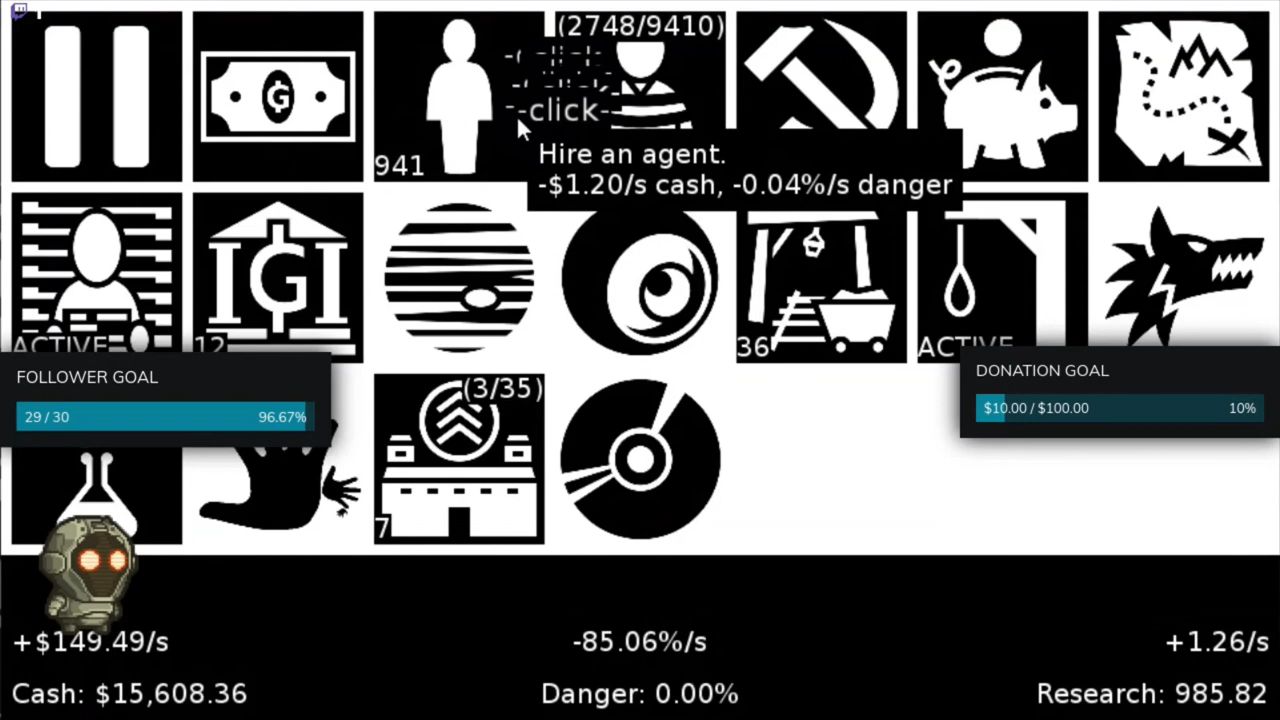 (2748/9410)
-click-
941
Hire an agent.
-$1.20/s cash, -0.04%/s danger
ACTIVE
12
36
ACTIVE
FOLLOWER GOAL
29 / 30
96.67%
DONATION GOAL
$10.00 / $100.00
10%
(3/35)
7
+$149.49/s
-85.06%/s
+1.26/s
Cash: $15,608.36
Danger: 0.00%
Research: 985.82